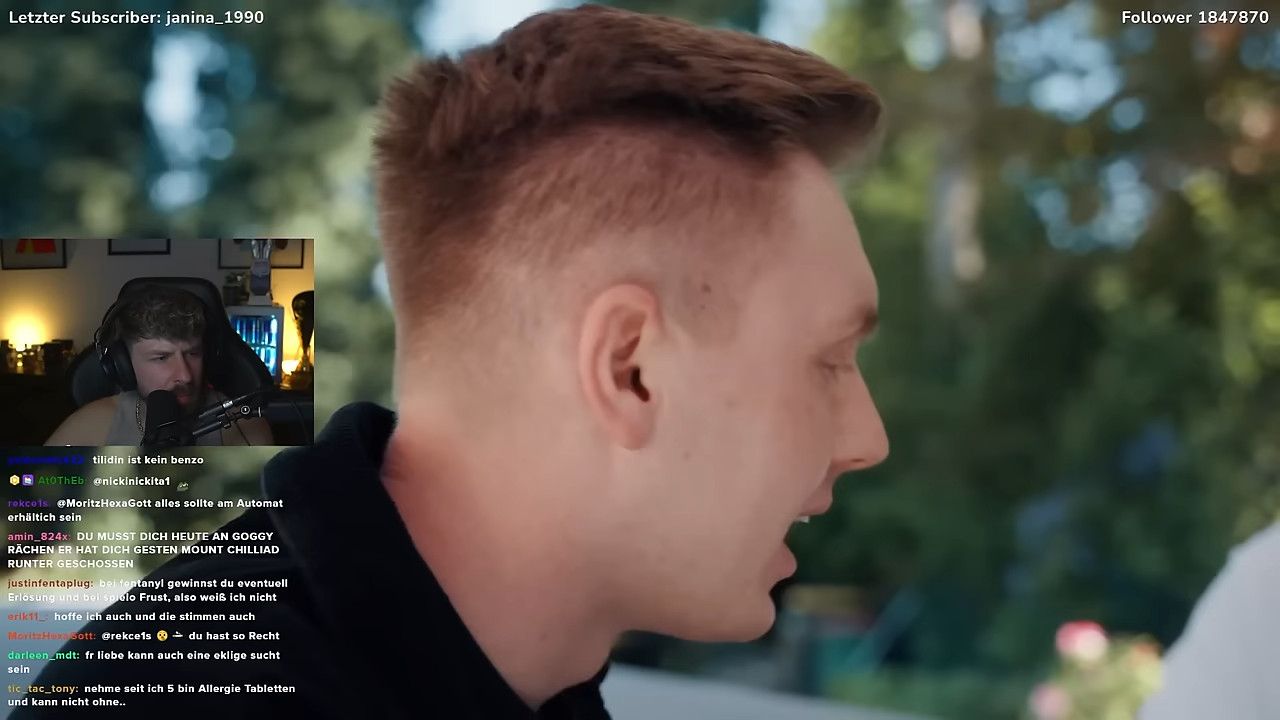 Letzter Subscriber: janina_1990
Follower 1847870
tilidin ist kein benzo
At0ThEb: @nickinickita1
rekce1s: @MoritzHexaGott alles sollte am Automat
erhältich sein
amin_824x: DU MUSST DICH HEUTE AN GOGGY
RÄCHEN ER HAT DICH GESTEN MOUNT CHILLIAD
RUNTER GESCHOSSEN
justinfentaplug: bei fentanyl gewinnst du eventuell
Erlösung und bei spielo Frust, also weiß ich nicht
erik11_: hoffe ich auch und die stimmen auch
MoritzHexaGott: @rekce1s du hast so Recht
darleen_mdt: fr liebe kann auch eine eklige sucht
sein
tic_tac_tony: nehme seit ich 5 bin Allergie Tabletten
und kann nicht ohne..